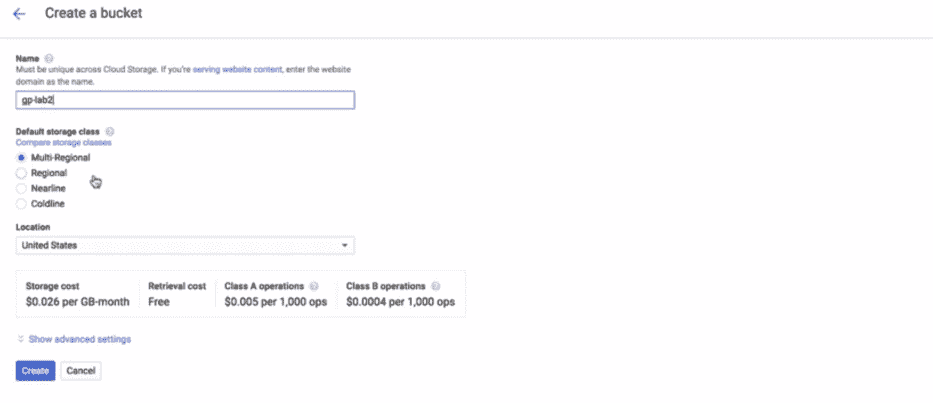 Create a bucket
Name
Must be unique across Cloud Storage. If you're serving website content, enter the website
domain as the name.
gp-lab2
Default storage class
Compare storage classes
Multi-Regional
Regional
Nearline
Coldline
Location
United States
Storage cost
$0.026 per GB-month
Retrieval cost
Free
Class A operations
$0.005 per 1,000 ops
Class B operations
$0.0004 per 1,000 ops
Show advanced settings
Create
Cancel